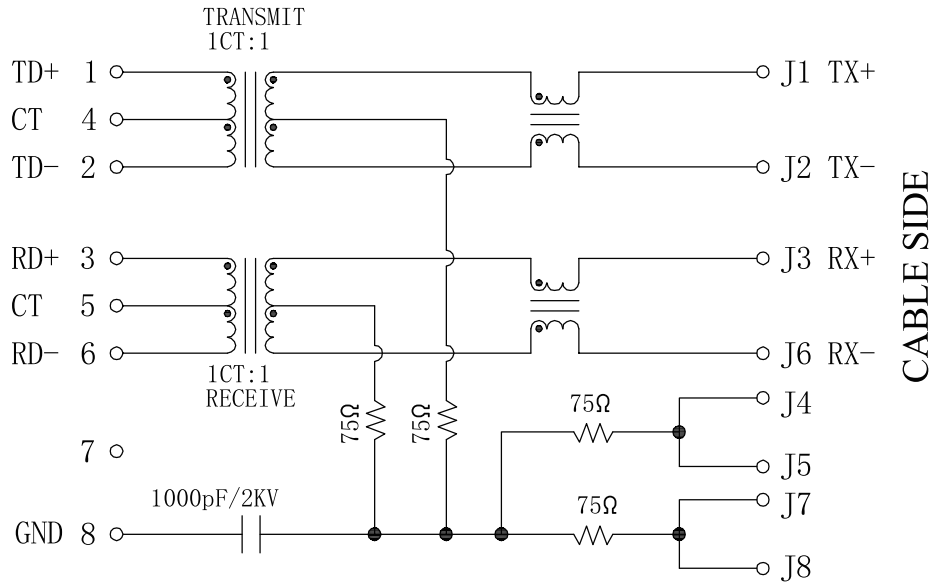 TRANSMIT
1CT:1
TD+ 1
J1 TX+
CT 4
TD- 2
J2 TX-
RD+ 3
J3 RX+
CT 5
RD- 6
J6 RX-
CABLE SIDE
1CT:1
RECEIVE
75Ω
75Ω
75Ω
J4
7
J5
1000pF/2KV
75Ω
J7
GND 8
J8